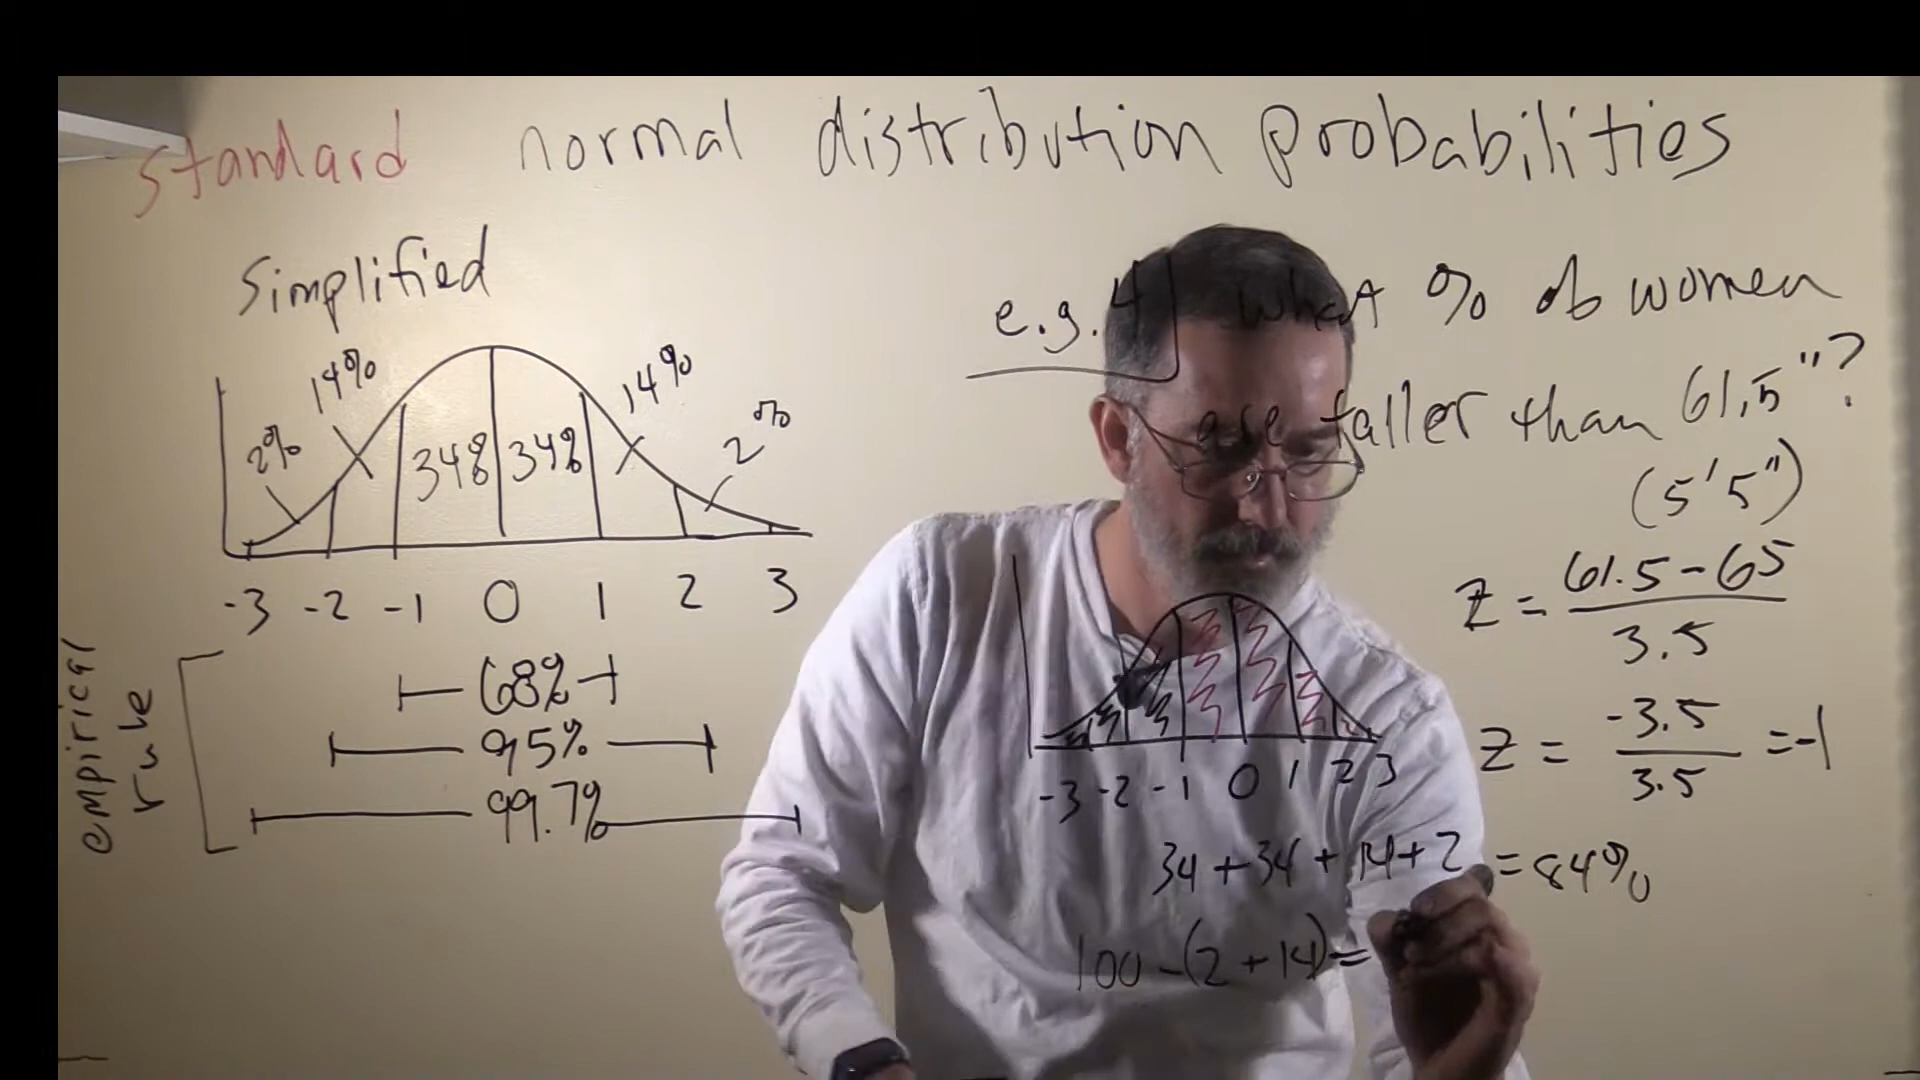 standard normal distribution probabilities
Simplified
2%
14%
34%
34%
14%
2%
-3 -2 -1 0 1 2 3
empirical rule
68%
95%
99.7%
e.g. 4
What % of women
are taller than 61.5"?
(5'5")
Z = 61.5-65
3.5
Z = -3.5 = -1
3.5
-3 -2 -1 0 1 2 3
34 + 34 + 14 + 2 = 84%
100 - (2 + 14) =